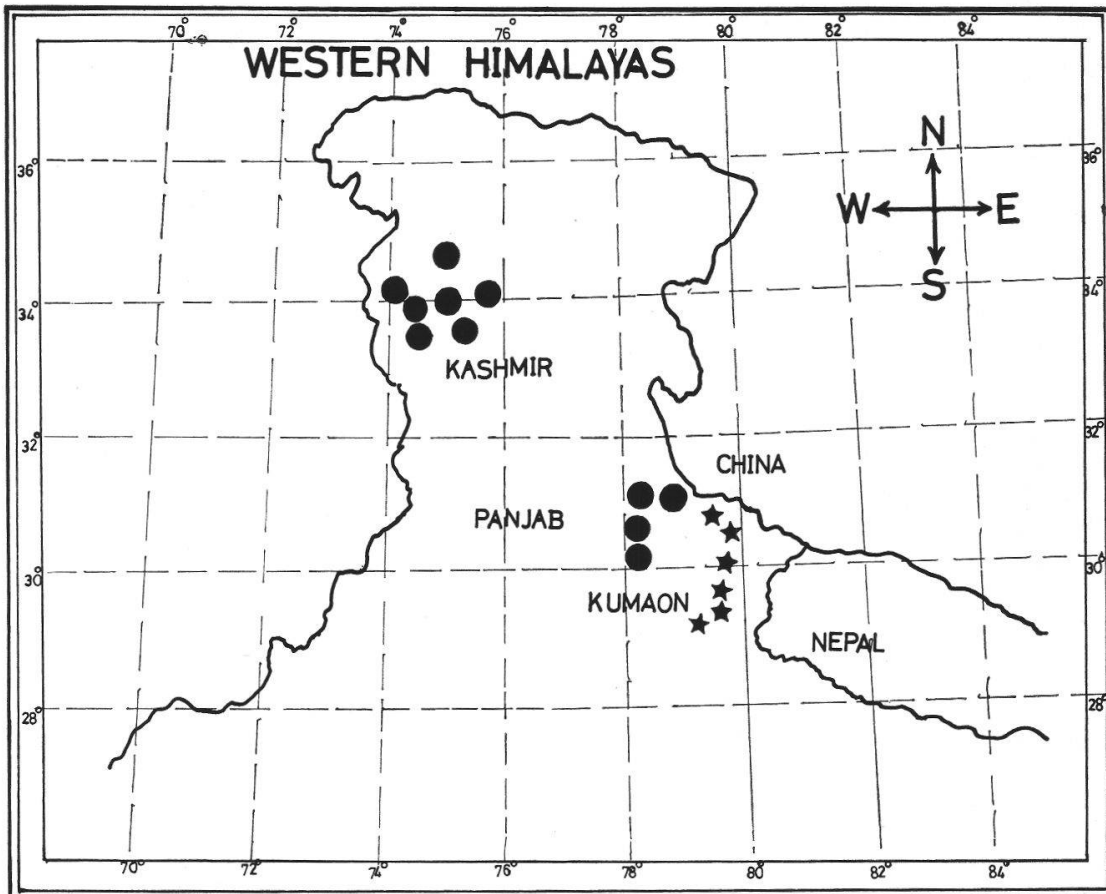 70° 72° 74° 76° 78° 80° 82° 84°
WESTERN HIMALAYAS
N
W E
S
36° 36°
34° 34°
KASHMIR
32° 32°
CHINA
PANJAB
30° 30°
KUMAON
NEPAL
28° 28°
70° 72° 74° 76° 78° 80° 82° 84°